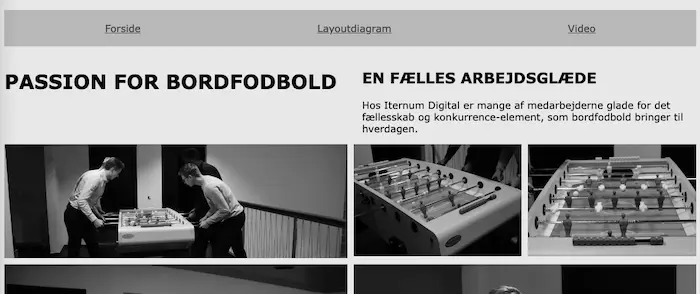 Forside
Layoutdiagram
Video
PASSION FOR BORDFODBOLD
EN FÆLLES ARBEJDSGLÆDE
Hos Iternum Digital er mange af medarbejderne glade for det
fællesskab og konkurrence-element, som bordfodbold bringer til
hverdagen.